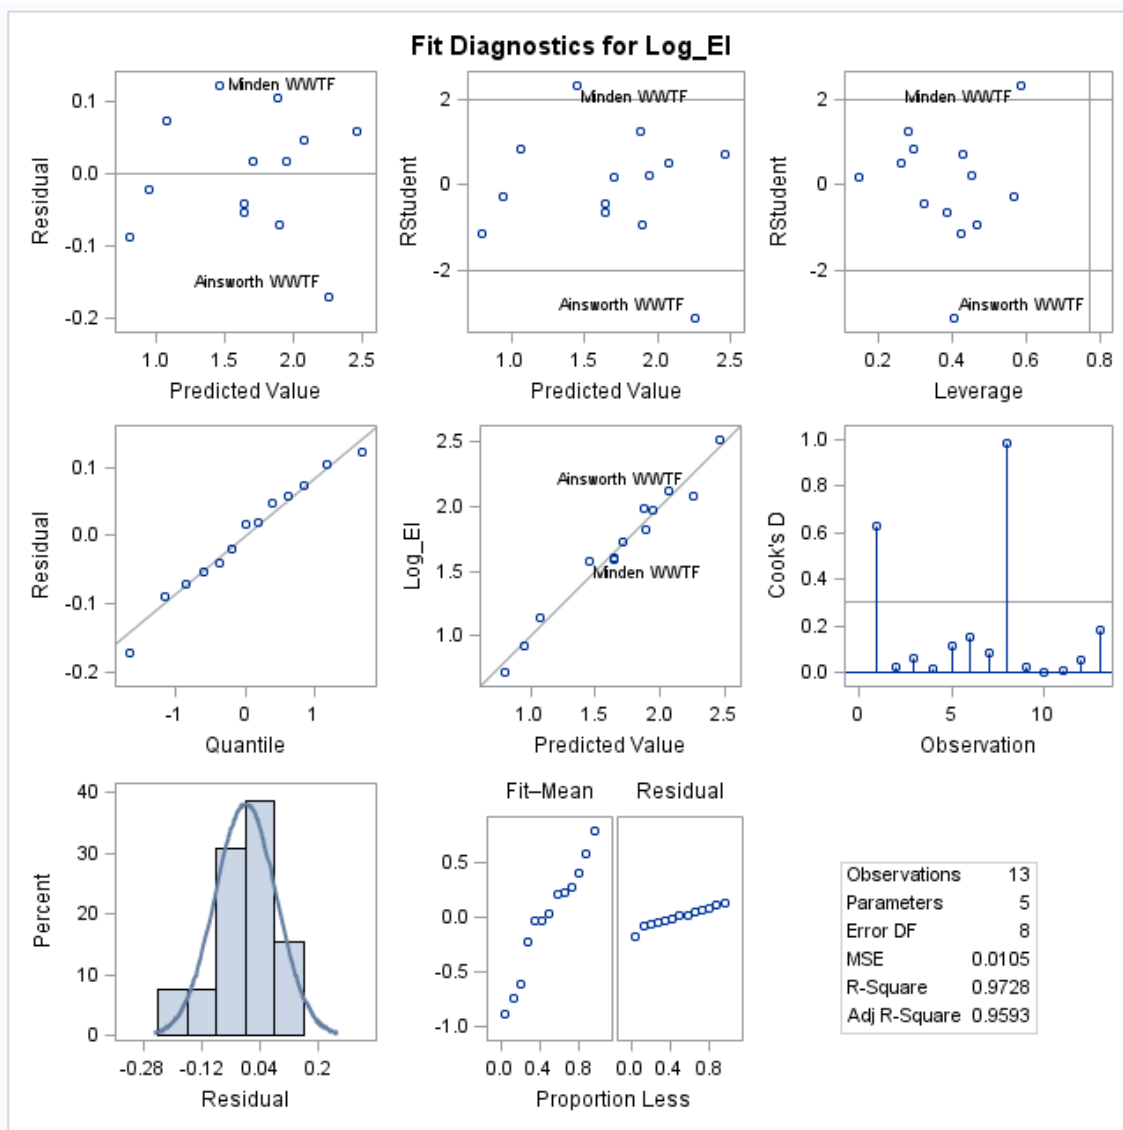 Fit Diagnostics for Log_EI
Residual
0.1
0.0
-0.1
-0.2
Minden WWTF
Ainsworth WWTF
1.0 1.5 2.0 2.5
Predicted Value
RStudent
2
0
-2
Minden WWTF
Ainsworth WWTF
1.0 1.5 2.0 2.5
Predicted Value
RStudent
2
0
-2
Minden WWTF
Ainsworth WWTF
0.2 0.4 0.6 0.8
Leverage
Residual
0.1
0.0
-0.1
-0.2
-1 0 1
Quantile
Log_EI
2.5
2.0
1.5
1.0
Ainsworth WWTF
Minden WWTF
1.0 1.5 2.0 2.5
Predicted Value
Cook's D
1.0
0.8
0.6
0.4
0.2
0.0
0 5 10
Observation
Percent
40
30
20
10
0
-0.28 -0.12 0.04 0.2
Residual
Fit–Mean Residual
0.5
0.0
-0.5
-1.0
0.0 0.4 0.8 0.0 0.4 0.8
Proportion Less
Observations 13
Parameters 5
Error DF 8
MSE 0.0105
R-Square 0.9728
Adj R-Square 0.9593